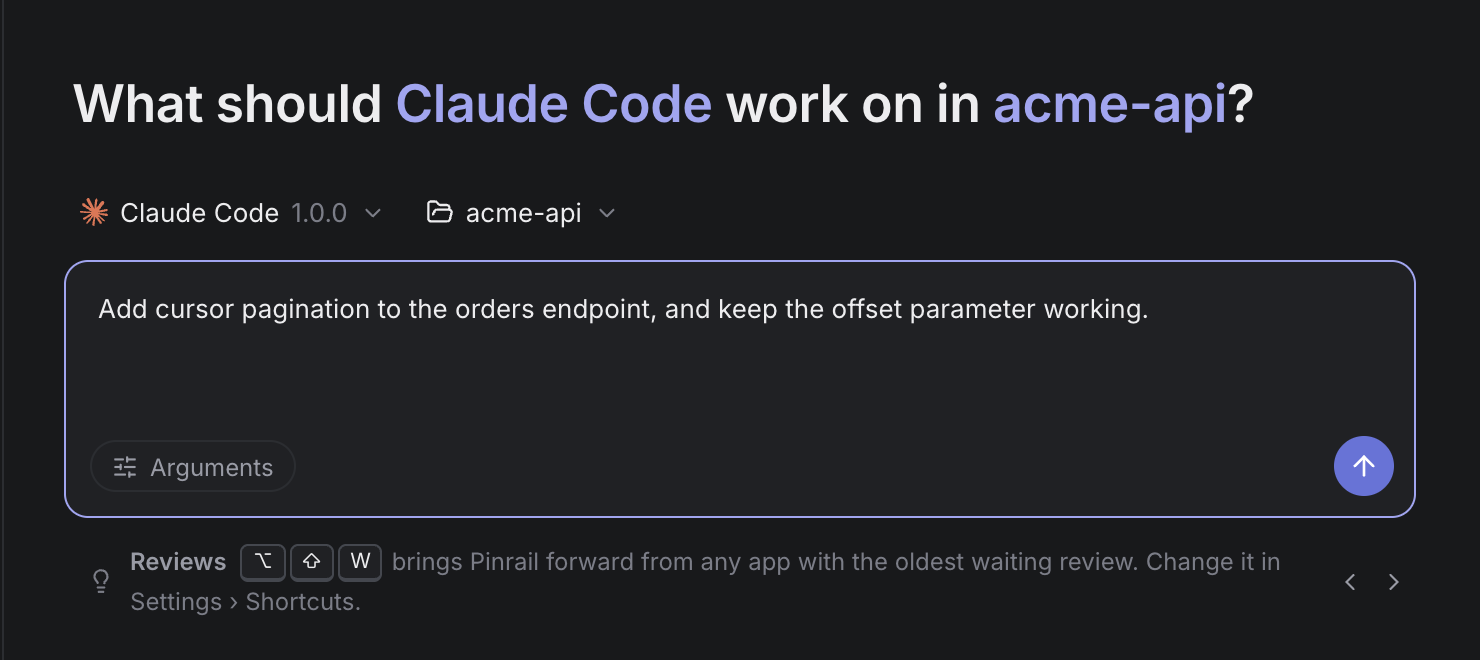 What should Claude Code work on in acme-api?
Claude Code 1.0.0 acme-api
Add cursor pagination to the orders endpoint, and keep the offset parameter working.
Arguments
Reviews ⌥ ⇧ W brings Pinrail forward from any app with the oldest waiting review. Change it in
Settings › Shortcuts.